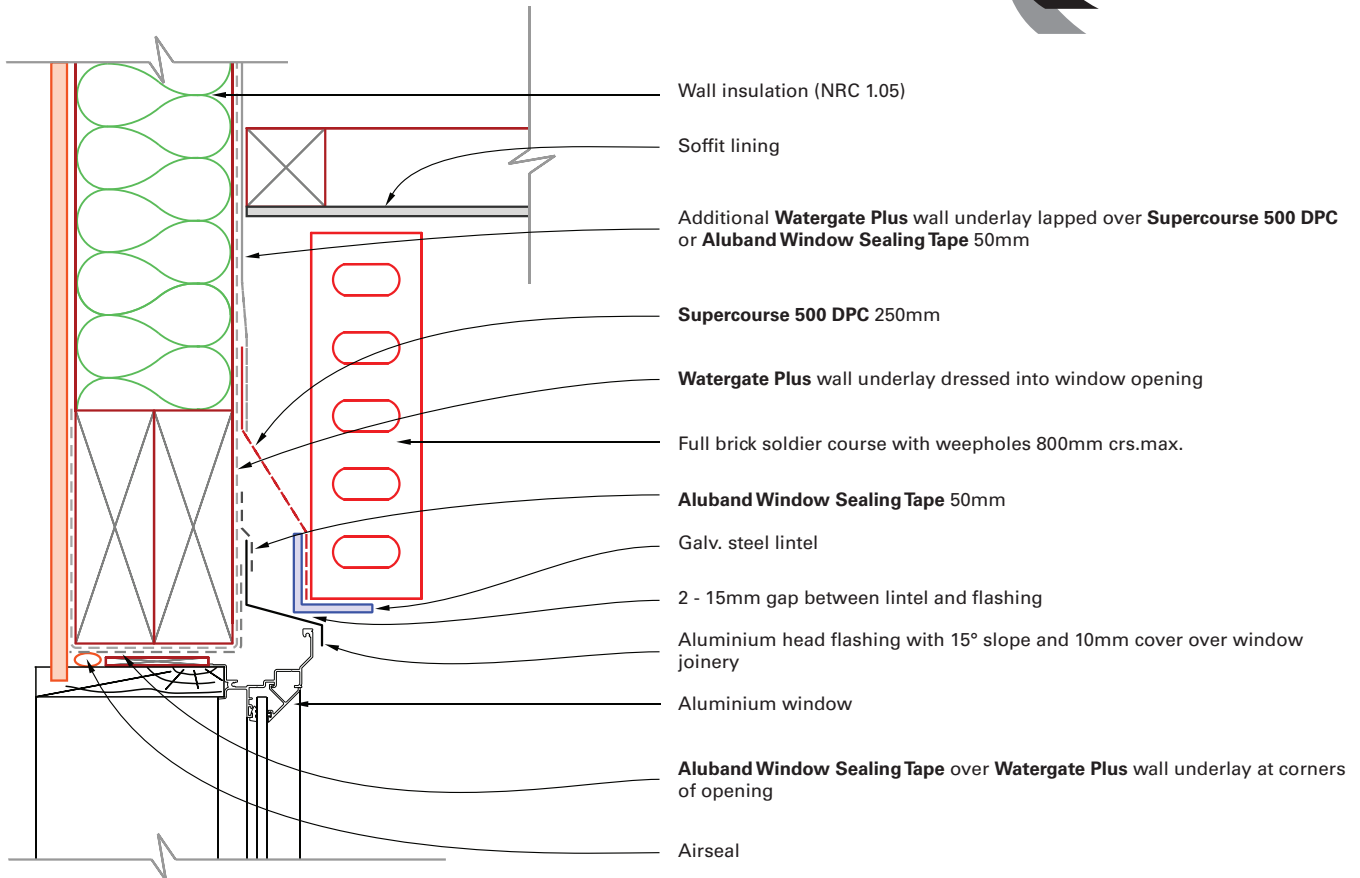 Wall insulation (NRC 1.05)
Soffit lining
Additional Watergate Plus wall underlay lapped over Supercourse 500 DPC
or Aluband Window Sealing Tape 50mm
Supercourse 500 DPC 250mm
Watergate Plus wall underlay dressed into window opening
Full brick soldier course with weepholes 800mm crs.max.
Aluband Window Sealing Tape 50mm
Galv. steel lintel
2 - 15mm gap between lintel and flashing
Aluminium head flashing with 15° slope and 10mm cover over window
joinery
Aluminium window
Aluband Window Sealing Tape over Watergate Plus wall underlay at corners
of opening
Airseal